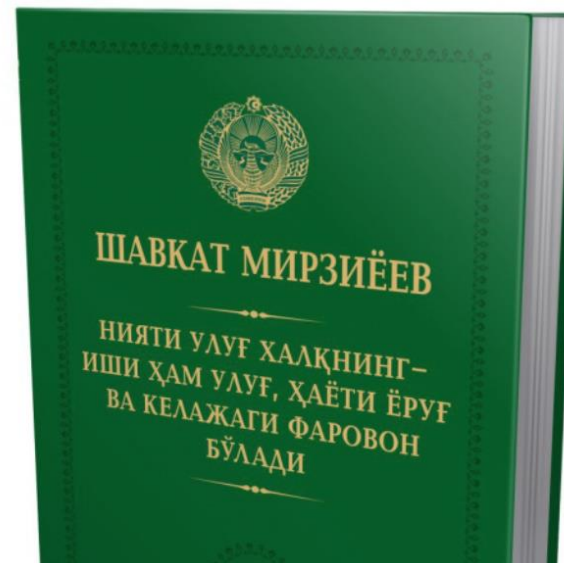 ШАВКАТ МИРЗИЁЕВ
НИЯТИ УЛУҒ ХАЛҚНИНГ–
ИШИ ҲАМ УЛУҒ, ҲАЁТИ ЁРУҒ
ВА КЕЛАЖАГИ ФАРОВОН
БЎЛАДИ